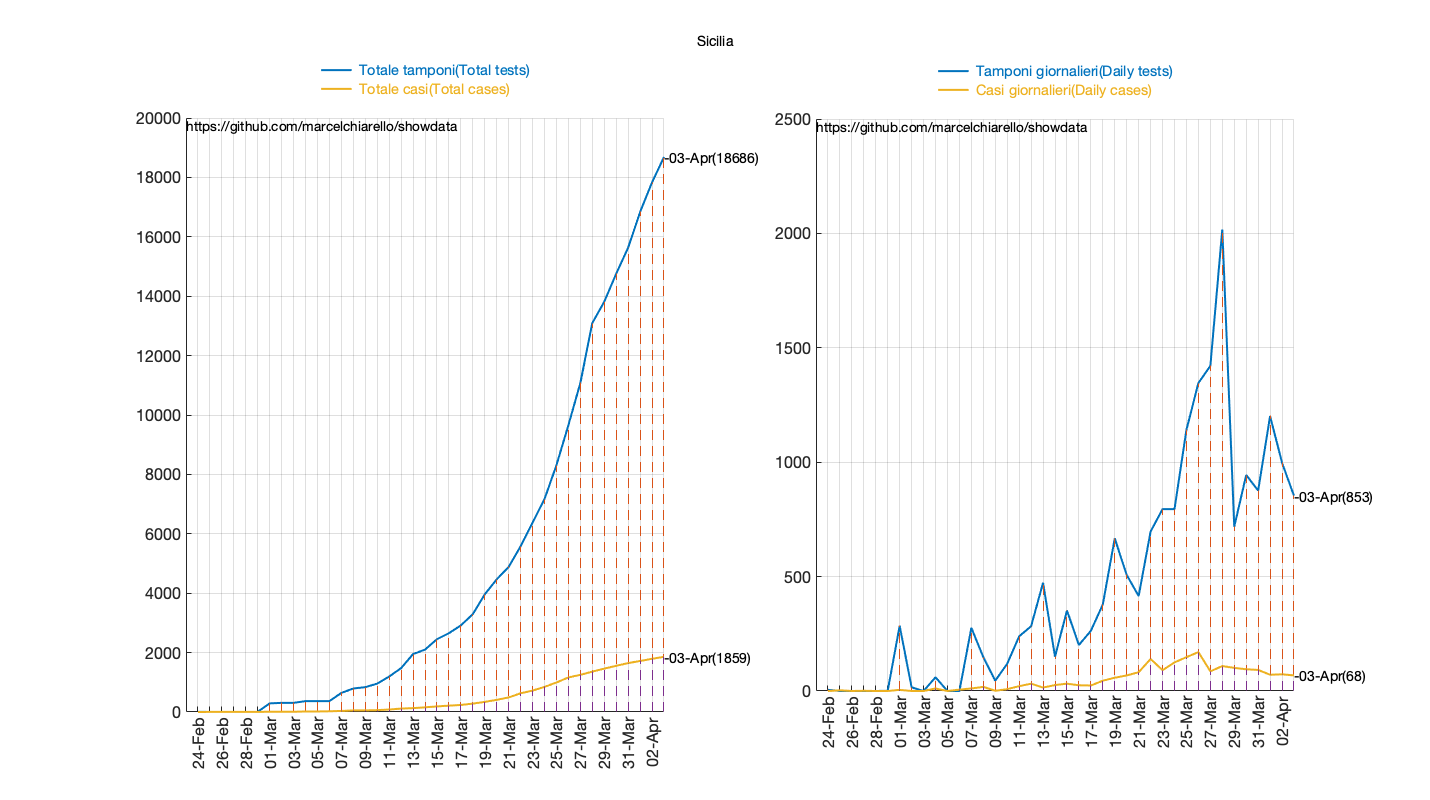 Sicilia
Totale tamponi(Total tests)
Totale casi(Total cases)
https://github.com/marcelchiarello/showdata
20000
18000
16000
14000
12000
10000
8000
6000
4000
2000
0
-03-Apr(18686)
-03-Apr(1859)
24-Feb
26-Feb
28-Feb
01-Mar
03-Mar
05-Mar
07-Mar
09-Mar
11-Mar
13-Mar
15-Mar
17-Mar
19-Mar
21-Mar
23-Mar
25-Mar
27-Mar
29-Mar
31-Mar
02-Apr
Tamponi giornalieri(Daily tests)
Casi giornalieri(Daily cases)
https://github.com/marcelchiarello/showdata
2500
2000
1500
1000
500
0
-03-Apr(853)
-03-Apr(68)
24-Feb
26-Feb
28-Feb
01-Mar
03-Mar
05-Mar
07-Mar
09-Mar
11-Mar
13-Mar
15-Mar
17-Mar
19-Mar
21-Mar
23-Mar
25-Mar
27-Mar
29-Mar
31-Mar
02-Apr